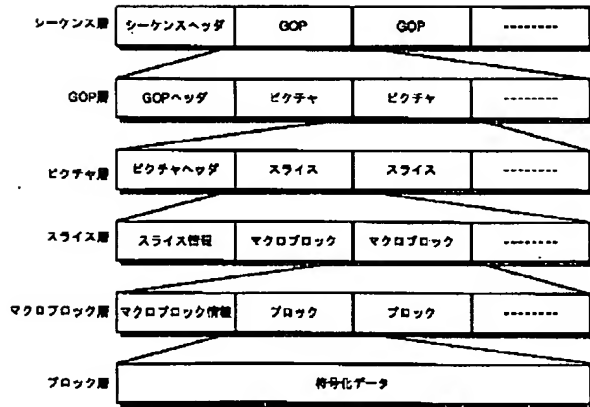 シーケンス層 シーケンスヘッダ GOP GOP --------
GOP層 GOPヘッダ ピクチャ ピクチャ --------
ピクチャ層 ピクチャヘッダ スライス スライス --------
スライス層 スライス情報 マクロブロック マクロブロック --------
マクロブロック層 マクロブロック情報 ブロック ブロック --------
ブロック層 符号化データ